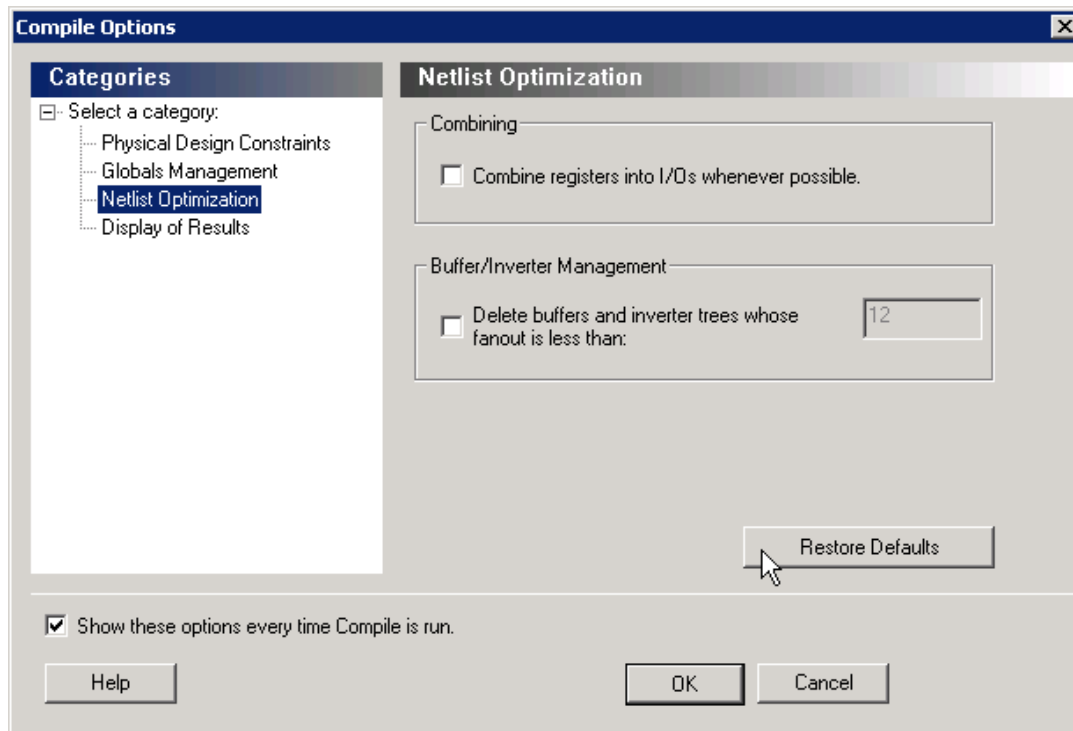 Compile Options
Categories
Select a category:
Physical Design Constraints
Globals Management
Netlist Optimization
Display of Results
Netlist Optimization
Combining
Combine registers into I/Os whenever possible.
Buffer/Inverter Management
Delete buffers and inverter trees whose
fanout is less than:
12
Restore Defaults
Show these options every time Compile is run.
Help
OK
Cancel